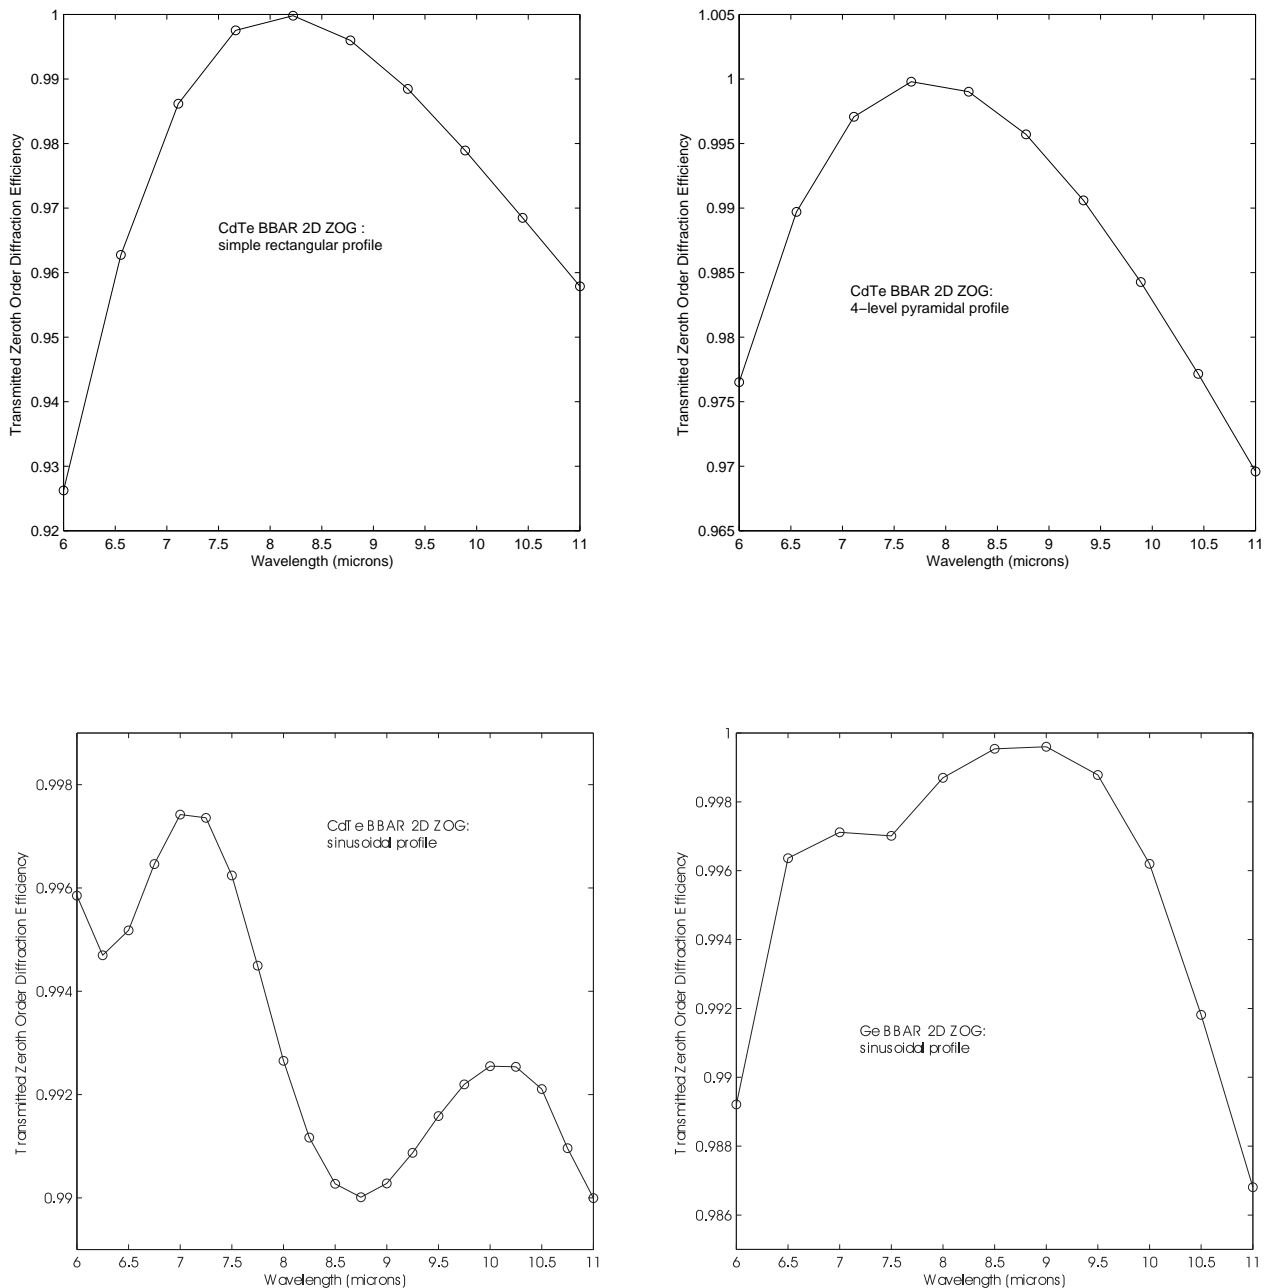 1
0.99
0.98
0.97
0.96
0.95
0.94
0.93
0.92
6 6.5 7 7.5 8 8.5 9 9.5 10 10.5 11
Wavelength (microns)
Transmitted Zeroth Order Diffraction Efficiency
CdTe BBAR 2D ZOG :
simple rectangular profile
1.005
1
0.995
0.99
0.985
0.98
0.975
0.97
0.965
6 6.5 7 7.5 8 8.5 9 9.5 10 10.5 11
Wavelength (microns)
Transmitted Zeroth Order Diffraction Efficiency
CdTe BBAR 2D ZOG:
4−level pyramidal profile
0.998
0.996
0.994
0.992
0.99
6 6.5 7 7.5 8 8.5 9 9.5 10 10.5 11
Wavelength (microns)
Transmitted Zeroth Order Diffraction Efficiency
CdTe BBAR 2D ZOG:
sinusoidal profile
1
0.998
0.996
0.994
0.992
0.99
0.988
0.986
6 6.5 7 7.5 8 8.5 9 9.5 10 10.5 11
Wavelength (microns)
Transmitted Zeroth Order Diffraction Efficiency
Ge BBAR 2D ZOG:
sinusoidal profile